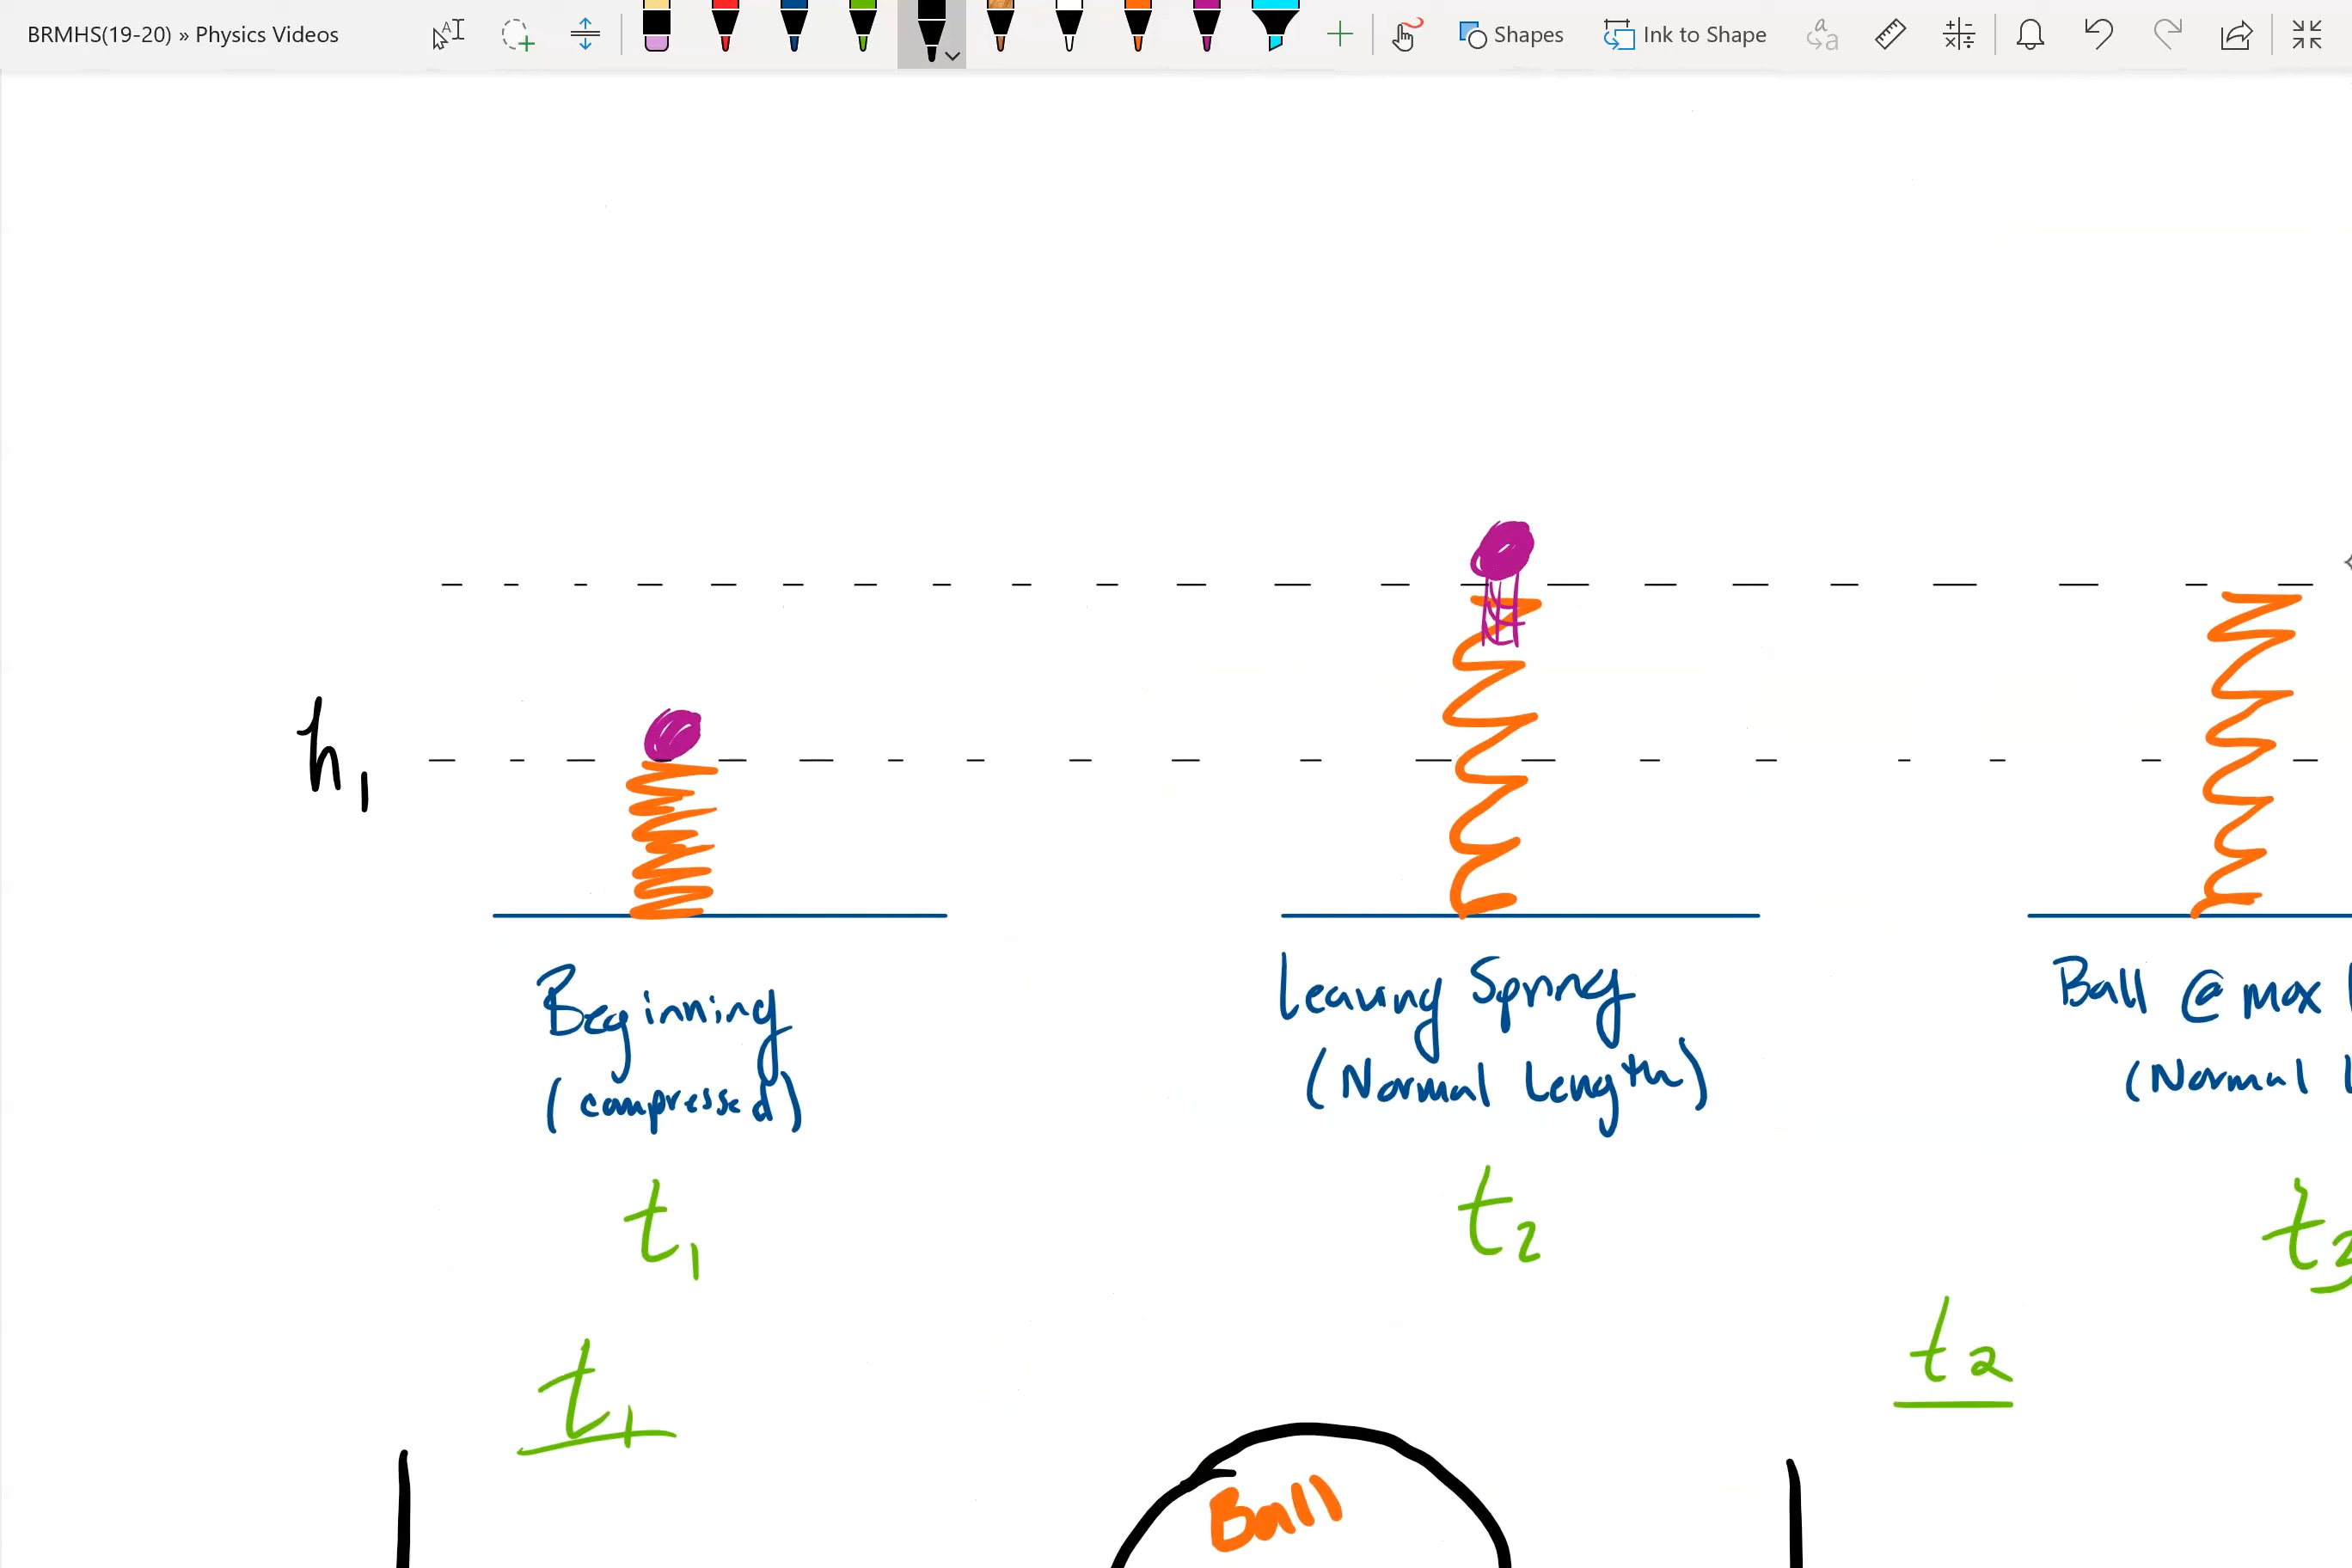 BRMHS(19-20) » Physics Videos
Shapes
Ink to Shape
h1
Beginning
(compressed)
t1
Leaving Spring
(Normal Length)
t2
Ball @ max
(Normal
t3
t1
t2
Ball